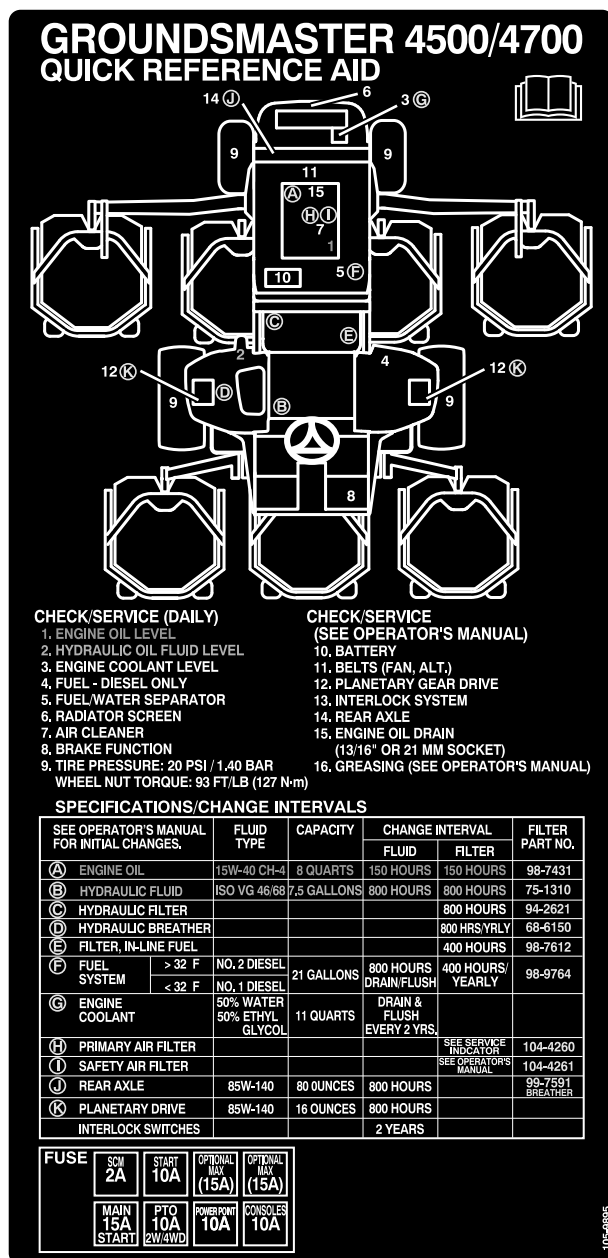 GROUNDSMASTER 4500/4700
QUICK REFERENCE AID
6
14 Ⓙ
3 Ⓖ
9
9
11
Ⓐ 15
Ⓗ Ⓘ
7
1
5 Ⓕ
10
Ⓒ
Ⓔ
2
4
12 Ⓚ
12 Ⓚ
9
Ⓓ
Ⓑ
9
8
CHECK/SERVICE (DAILY)
1. ENGINE OIL LEVEL
2. HYDRAULIC OIL FLUID LEVEL
3. ENGINE COOLANT LEVEL
4. FUEL - DIESEL ONLY
5. FUEL/WATER SEPARATOR
6. RADIATOR SCREEN
7. AIR CLEANER
8. BRAKE FUNCTION
9. TIRE PRESSURE: 20 PSI / 1.40 BAR
WHEEL NUT TORQUE: 93 FT/LB (127 N·m)
CHECK/SERVICE
(SEE OPERATOR'S MANUAL)
10. BATTERY
11. BELTS (FAN, ALT.)
12. PLANETARY GEAR DRIVE
13. INTERLOCK SYSTEM
14. REAR AXLE
15. ENGINE OIL DRAIN
(13/16" OR 21 MM SOCKET)
16. GREASING (SEE OPERATOR'S MANUAL)
SPECIFICATIONS/CHANGE INTERVALS
SEE OPERATOR'S MANUAL FOR INITIAL CHANGES. FLUID TYPE CAPACITY CHANGE INTERVAL FLUID FILTER FILTER PART NO.
Ⓐ ENGINE OIL 15W-40 CH-4 8 QUARTS 150 HOURS 150 HOURS 98-7431
Ⓑ HYDRAULIC FLUID ISO VG 46/68 7.5 GALLONS 800 HOURS 800 HOURS 75-1310
Ⓒ HYDRAULIC FILTER 800 HOURS 94-2621
Ⓓ HYDRAULIC BREATHER 800 HRS/YRLY 68-6150
Ⓔ FILTER, IN-LINE FUEL 400 HOURS 98-7612
Ⓕ FUEL SYSTEM > 32 F NO. 2 DIESEL < 32 F NO. 1 DIESEL 21 GALLONS 800 HOURS DRAIN/FLUSH 400 HOURS/ YEARLY 98-9764
Ⓖ ENGINE COOLANT 50% WATER 50% ETHYL GLYCOL 11 QUARTS DRAIN & FLUSH EVERY 2 YRS.
Ⓗ PRIMARY AIR FILTER SEE SERVICE INDCATOR 104-4260
Ⓘ SAFETY AIR FILTER SEE OPERATOR'S MANUAL 104-4261
Ⓙ REAR AXLE 85W-140 80 OUNCES 800 HOURS 99-7591 BREATHER
Ⓚ PLANETARY DRIVE 85W-140 16 OUNCES 800 HOURS
INTERLOCK SWITCHES 2 YEARS
FUSE
SCM 2A
START 10A
OPTIONAL MAX (15A)
OPTIONAL MAX (15A)
MAIN 15A START
PTO 10A 2W/4WD
POWER POINT 10A
CONSOLES 10A
105-9895